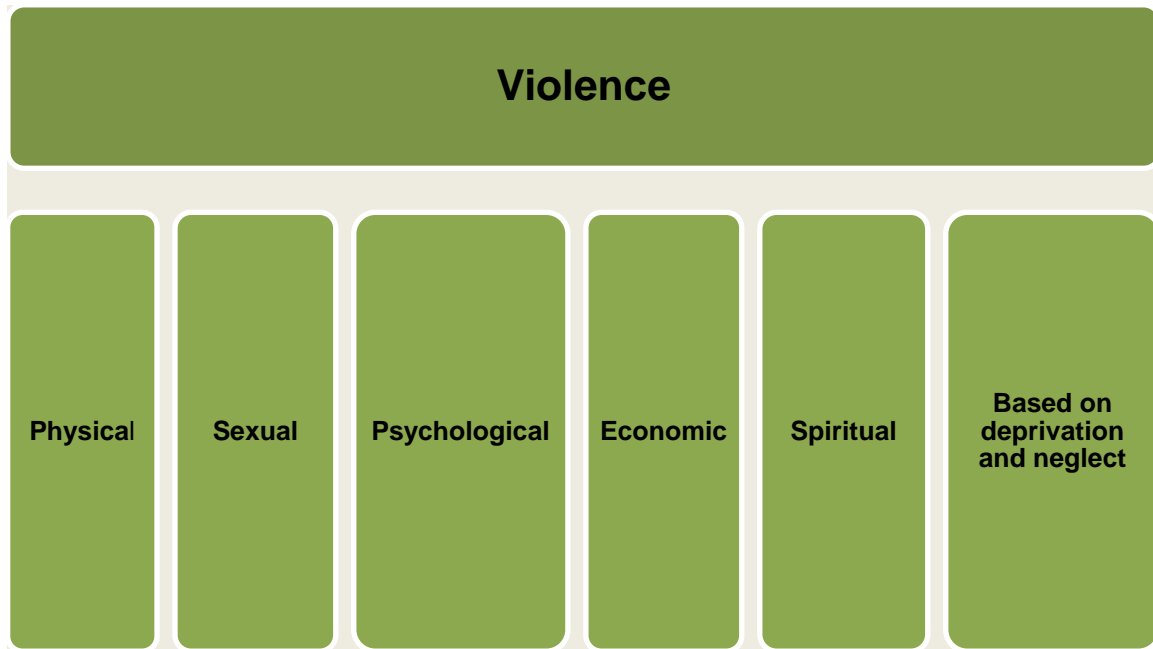 Violence
Physical
Sexual
Psychological
Economic
Spiritual
Based on
deprivation
and neglect